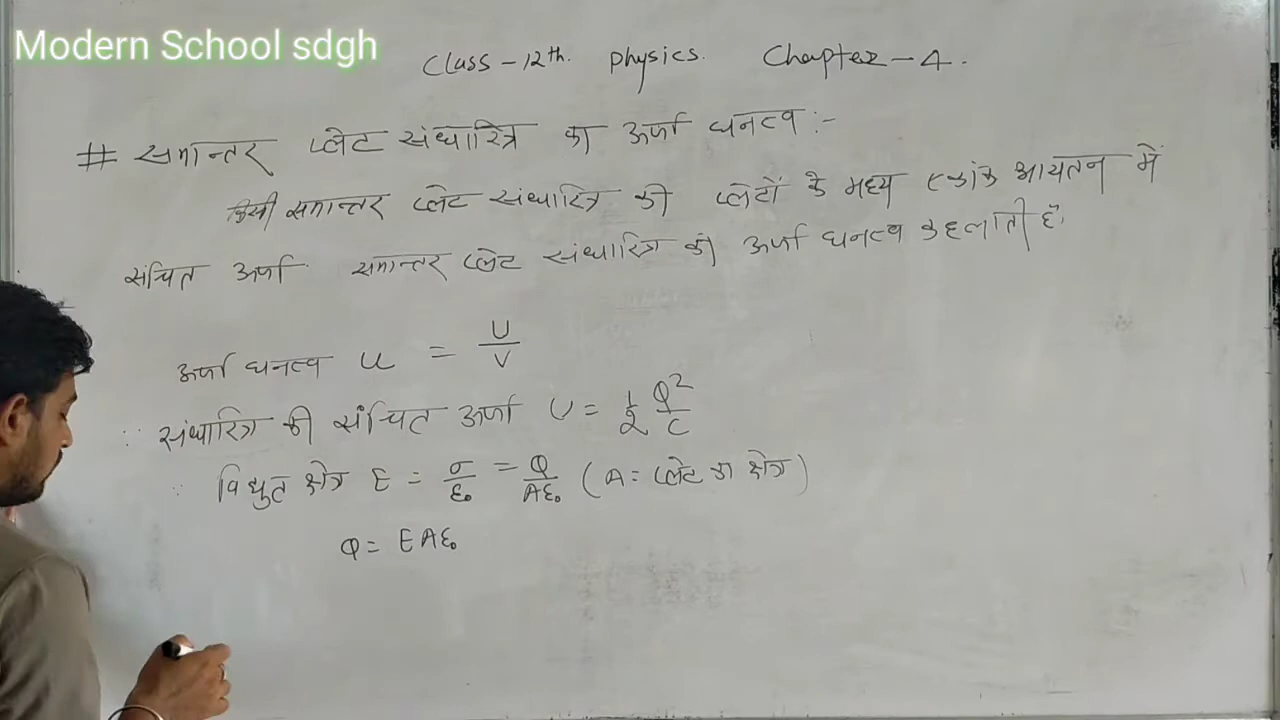 Modern School sdgh
Class-12th. Physics. Chapter-4.
# समान्तर प्लेट संधारित्र का ऊर्जा घनत्व :-
किसी समान्तर प्लेट संधारित्र की प्लेटों के मध्य एकांक आयतन में
संचित ऊर्जा समान्तर प्लेट संधारित्र की ऊर्जा घनत्व कहलाती है।
ऊर्जा घनत्व u = U/V
∵ संधारित्र की संचित ऊर्जा U = 1/2 Q²/C
∵ विद्युत क्षेत्र E = σ/ε₀ = Q/Aε₀ (A = प्लेट का क्षेत्र)
Q = EAε₀